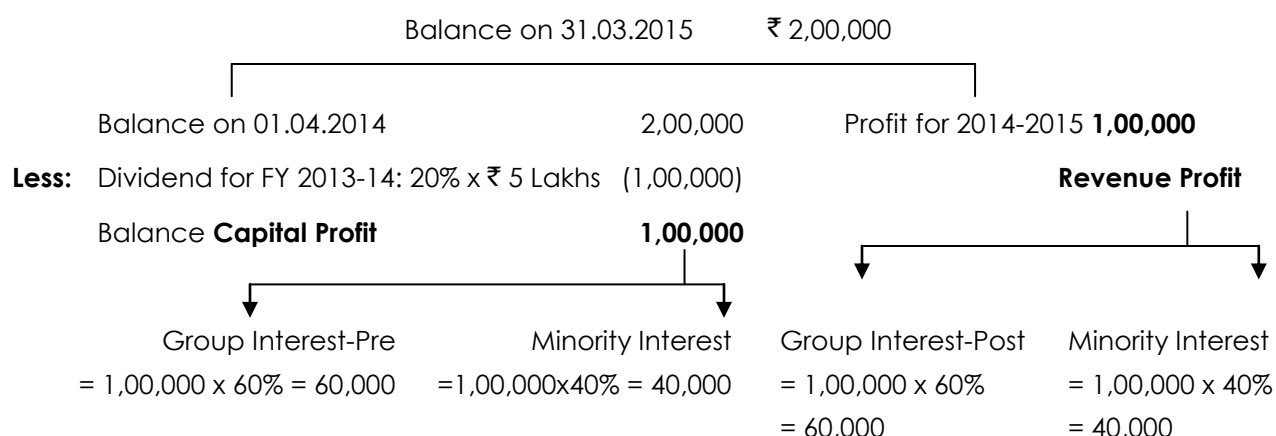 Balance on 31.03.2015 ₹ 2,00,000
Balance on 01.04.2014 2,00,000 Profit for 2014-2015 1,00,000
Less: Dividend for FY 2013-14: 20% x ₹ 5 Lakhs (1,00,000) Revenue Profit
Balance Capital Profit 1,00,000
Group Interest-Pre Minority Interest Group Interest-Post Minority Interest
= 1,00,000 x 60% = 60,000 =1,00,000x40% = 40,000 = 1,00,000 x 60% = 1,00,000 x 40%
= 60,000 = 40,000